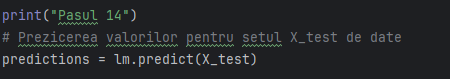 print("Pasul 14")
# Prezicerea valorilor pentru setul X_test de date
predictions = lm.predict(X_test)